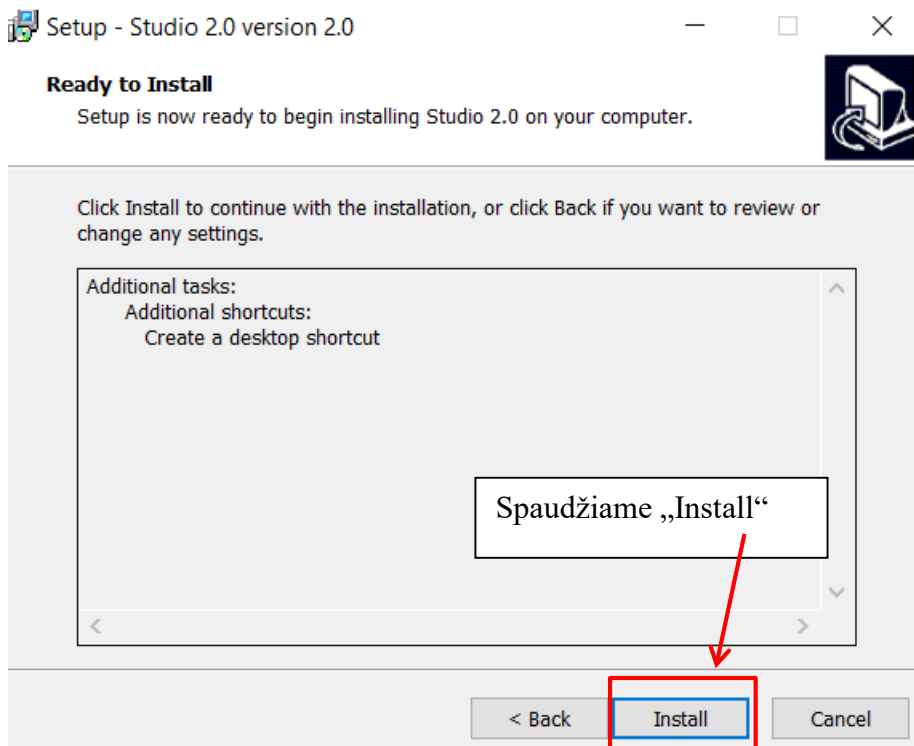 Setup - Studio 2.0 version 2.0
Ready to Install
Setup is now ready to begin installing Studio 2.0 on your computer.
Click Install to continue with the installation, or click Back if you want to review or
change any settings.
Additional tasks:
Additional shortcuts:
Create a desktop shortcut
Spaudžiame „Install“
< Back
Install
Cancel